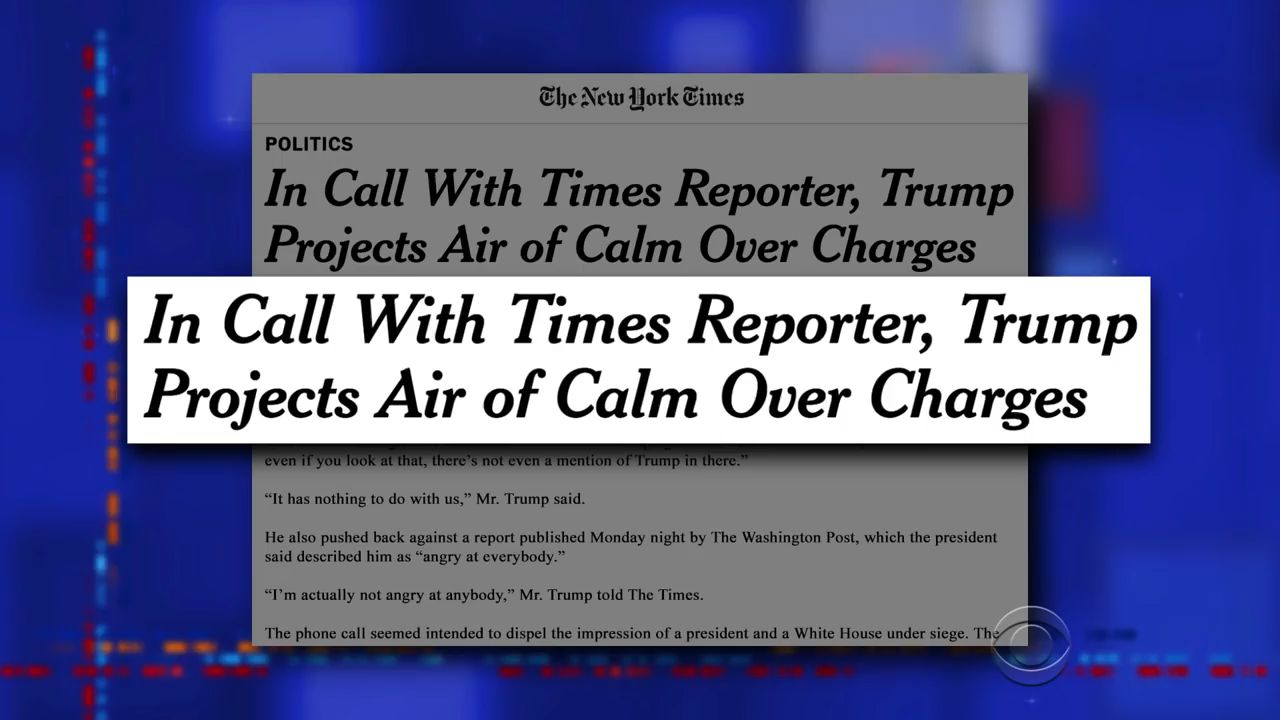 The New York Times
POLITICS
In Call With Times Reporter, Trump
Projects Air of Calm Over Charges
In Call With Times Reporter, Trump
Projects Air of Calm Over Charges
even if you look at that, there’s not even a mention of Trump in there.”
“It has nothing to do with us,” Mr. Trump said.
He also pushed back against a report published Monday night by The Washington Post, which the president
said described him as “angry at everybody.”
“I’m actually not angry at anybody,” Mr. Trump told The Times.
The phone call seemed intended to dispel the impression of a president and a White House under siege. The